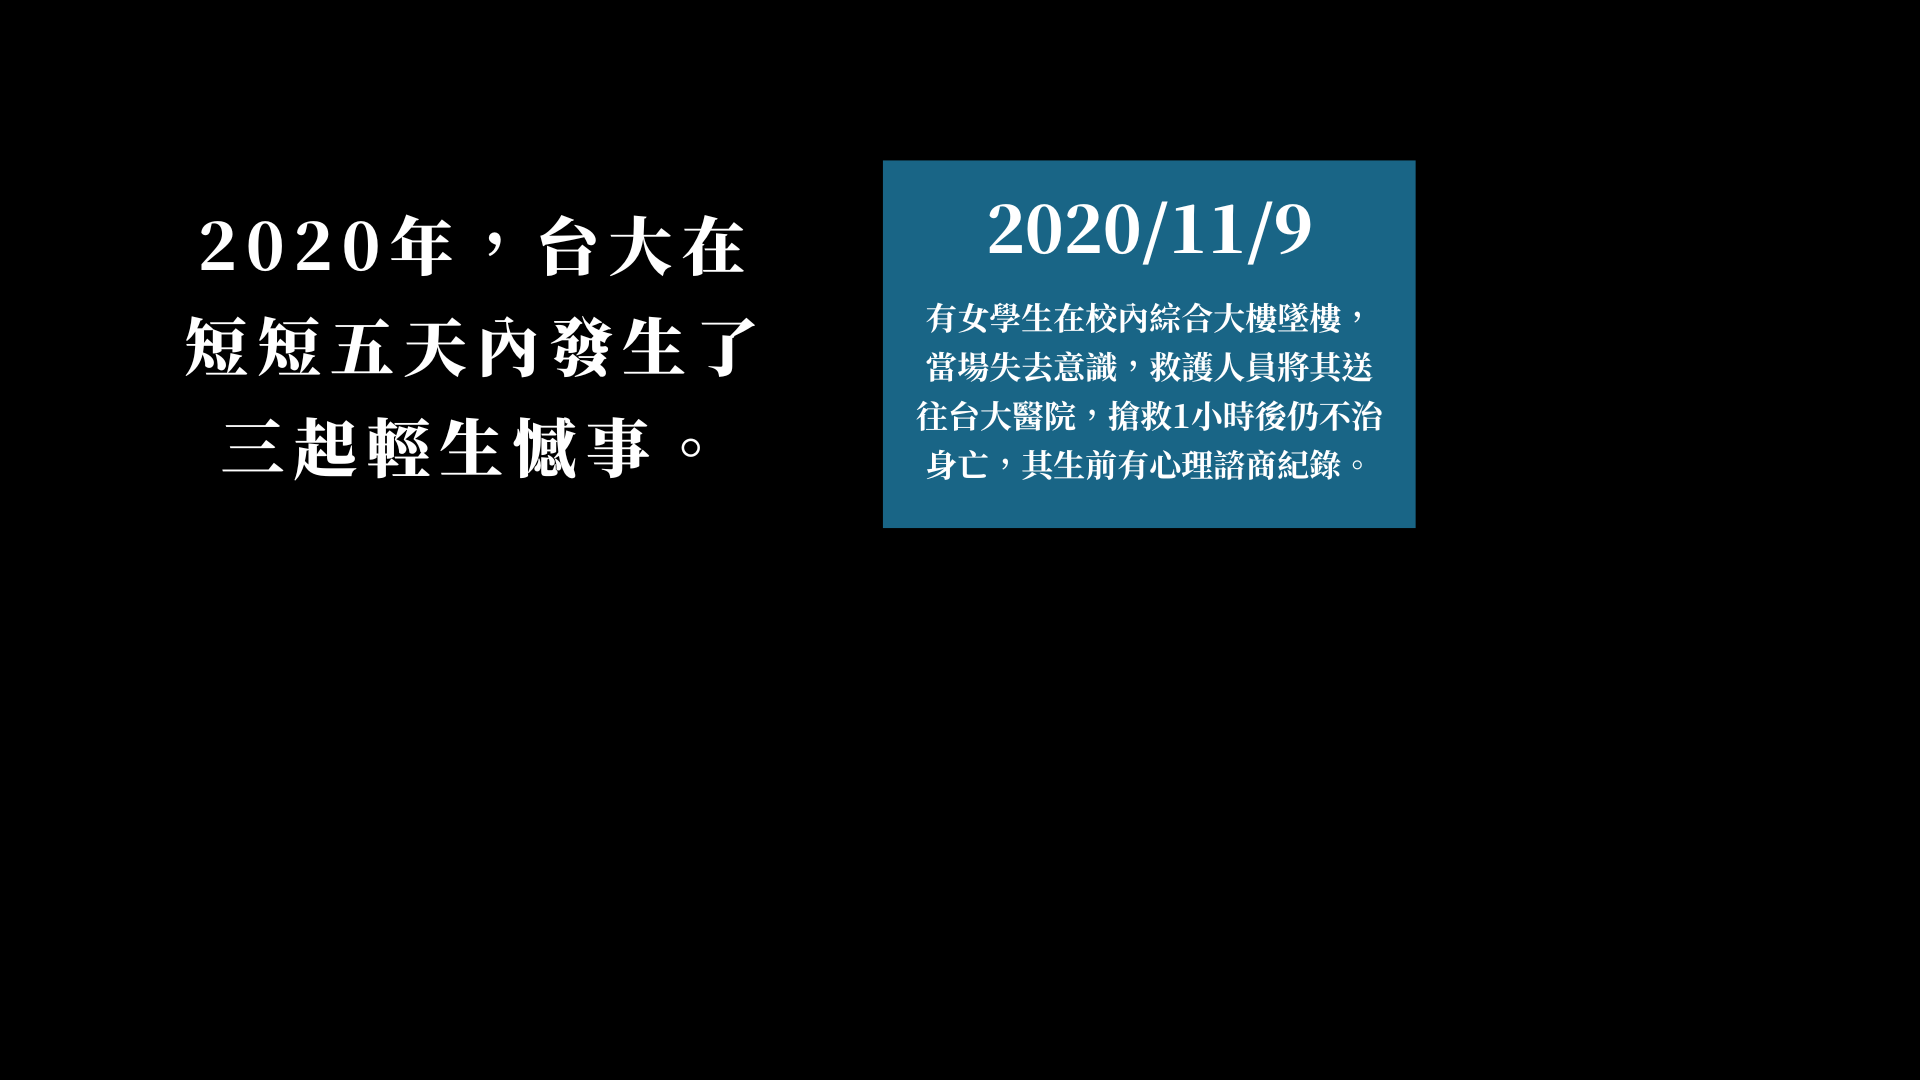 2020年，台大在
短短五天內發生了
三起輕生憾事。
2020/11/9
有女學生在校內綜合大樓墜樓，
當場失去意識，救護人員將其送
往台大醫院，搶救1小時後仍不治
身亡，其生前有心理諮商紀錄。